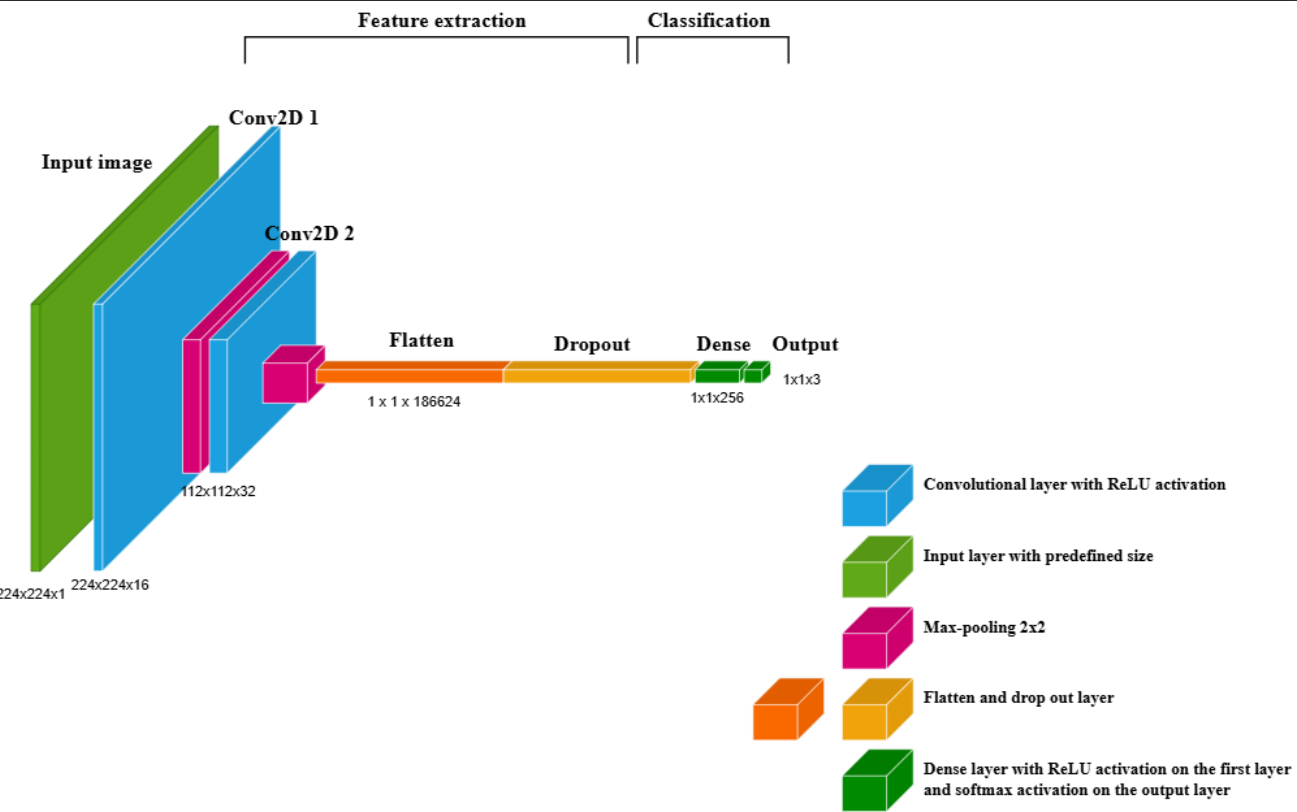 Feature extraction
Classification
Conv2D 1
Input image
Conv2D 2
Flatten
Dropout
Dense
Output
1x1x3
1 x 1 x 186624
1x1x256
112x112x32
224x224x16
224x224x1
Convolutional layer with ReLU activation
Input layer with predefined size
Max-pooling 2x2
Flatten and drop out layer
Dense layer with ReLU activation on the first layer
and softmax activation on the output layer